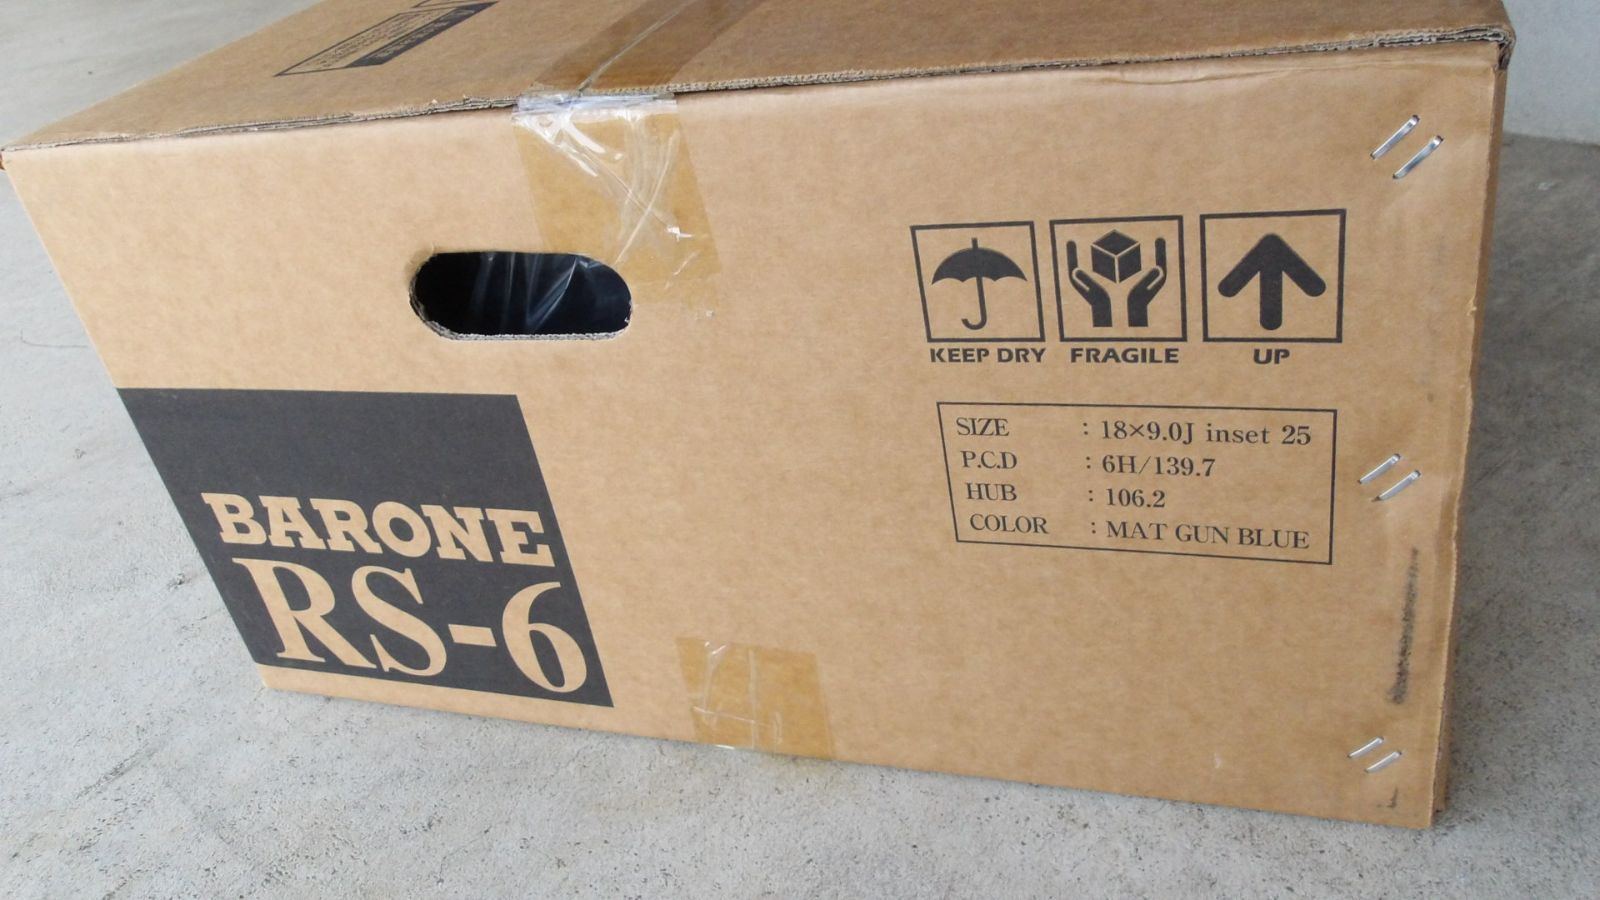 KEEP DRY
FRAGILE
UP
SIZE : 18×9.0J inset 25
P.C.D : 6H/139.7
HUB : 106.2
COLOR : MAT GUN BLUE
BARONE
RS-6